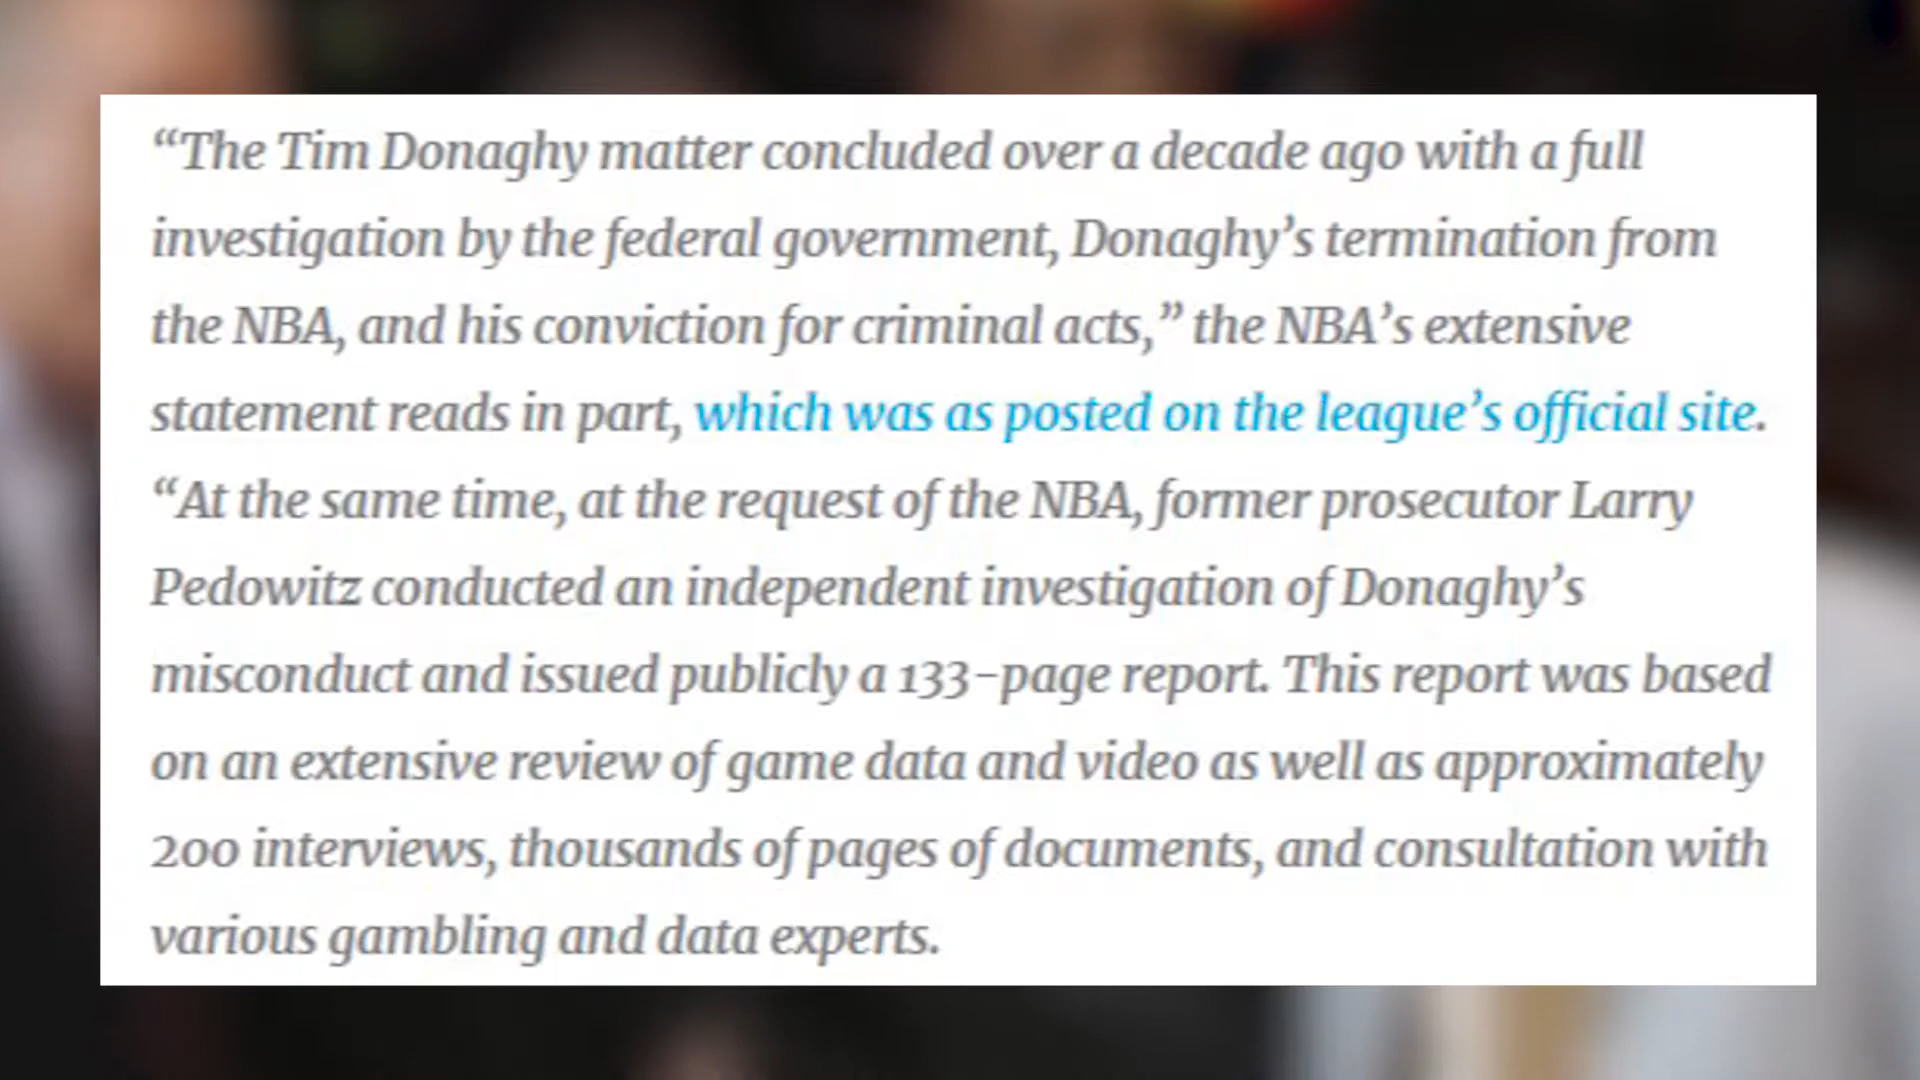 “The Tim Donaghy matter concluded over a decade ago with a full
investigation by the federal government, Donaghy’s termination from
the NBA, and his conviction for criminal acts,” the NBA’s extensive
statement reads in part, which was as posted on the league’s official site.
“At the same time, at the request of the NBA, former prosecutor Larry
Pedowitz conducted an independent investigation of Donaghy’s
misconduct and issued publicly a 133-page report. This report was based
on an extensive review of game data and video as well as approximately
200 interviews, thousands of pages of documents, and consultation with
various gambling and data experts.